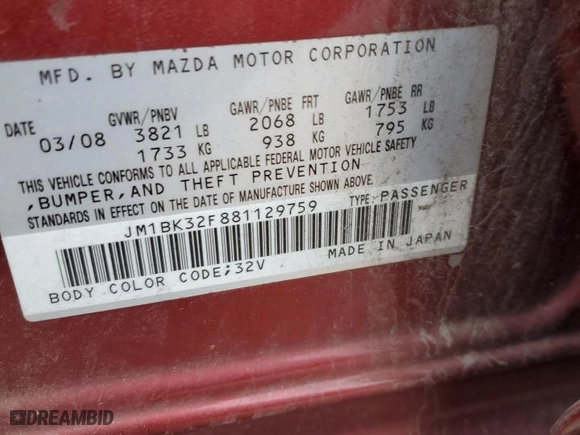 MFD. BY MAZDA MOTOR CORPORATION
DATE GVWR/PNBV GAWR/PNBE FRT GAWR/PNBE RR
03/08 3821 LB 2068 LB 1753 LB
1733 KG 938 KG 795 KG
THIS VEHICLE CONFORMS TO ALL APPLICABLE FEDERAL MOTOR VEHICLE SAFETY
,BUMPER,AND THEFT PREVENTION
STANDARDS IN EFFECT ON THE DATE OF MANUFACTURE SHOWN ABOVE.
JM1BK32F881129759 TYPE: PASSENGER
MADE IN JAPAN
BODY COLOR CODE;32V
DREAMBID